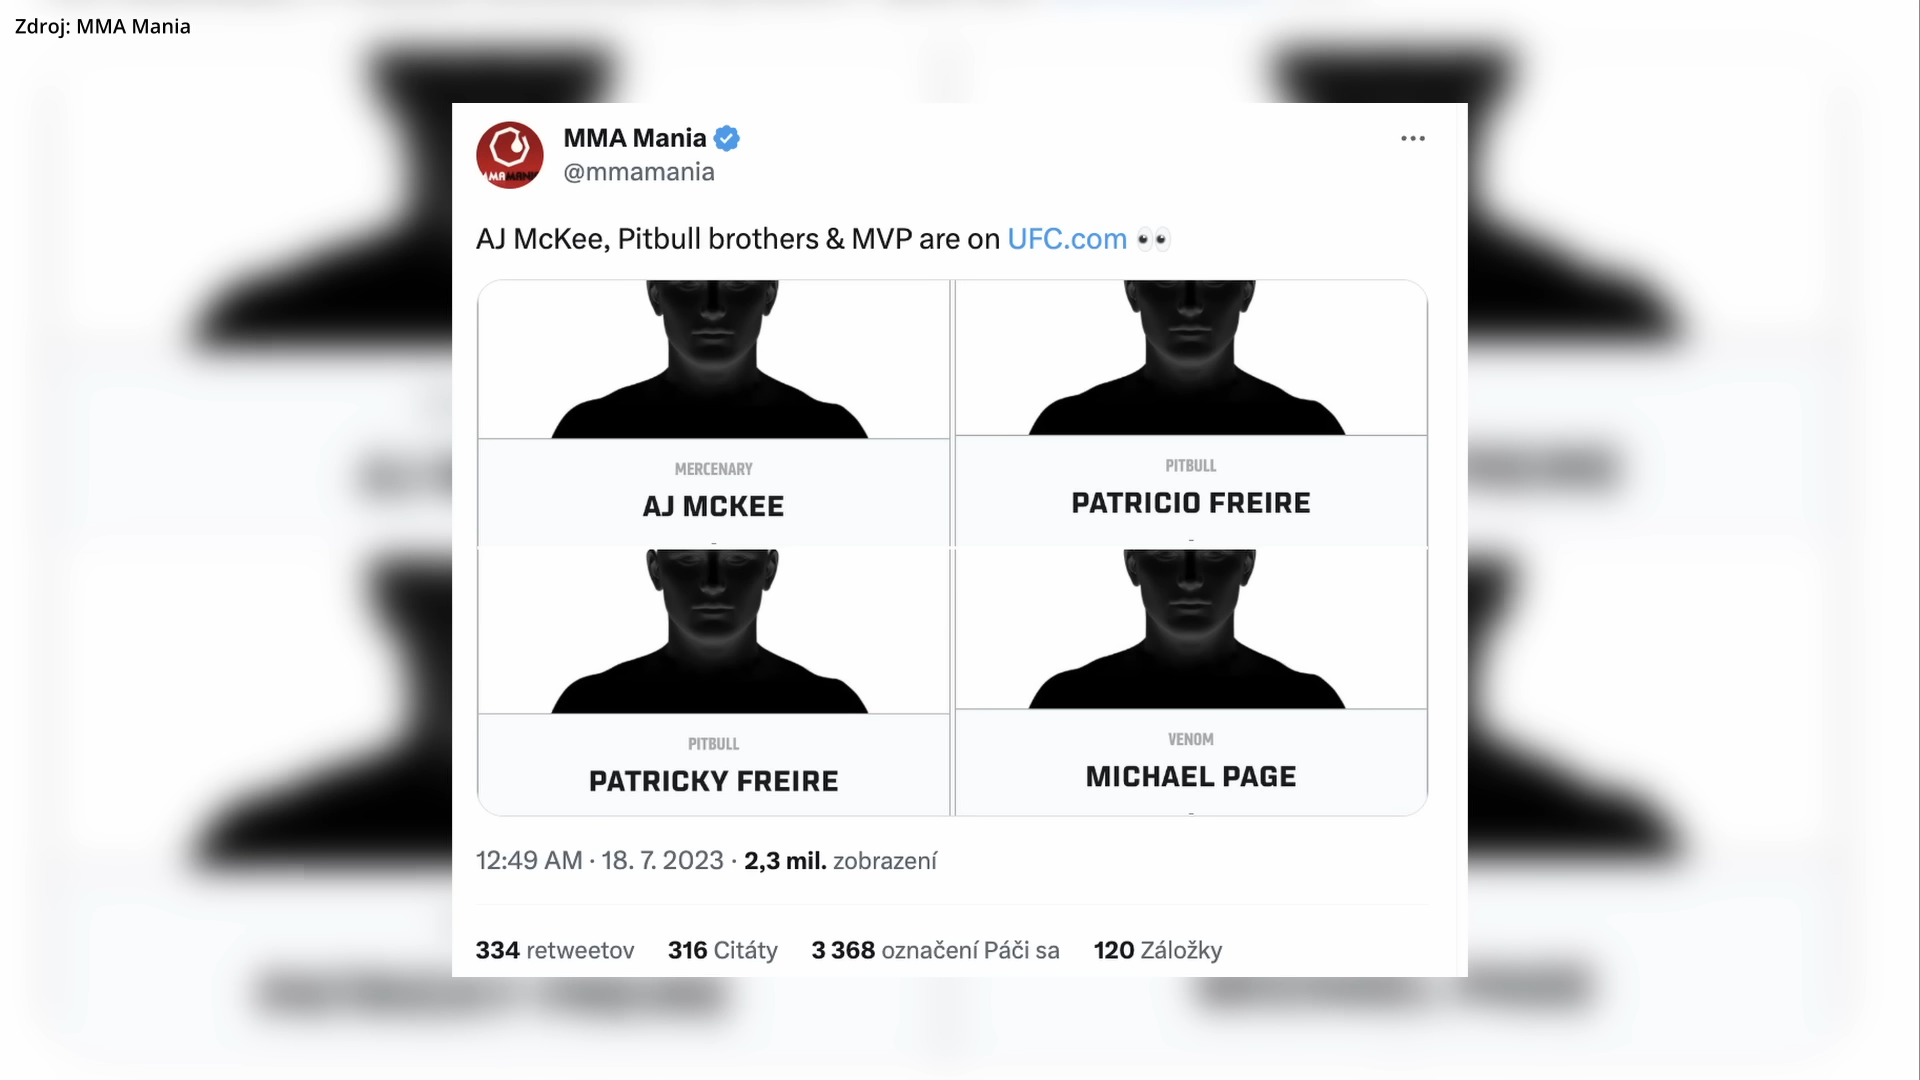 Zdroj: MMA Mania
MMA Mania
@mmamania
AJ McKee, Pitbull brothers & MVP are on UFC.com 👀
MERCENARY
AJ MCKEE
PITBULL
PATRICIO FREIRE
PITBULL
PATRICKY FREIRE
VENOM
MICHAEL PAGE
12:49 AM · 18. 7. 2023 · 2,3 mil. zobrazení
334 retweetov 316 Citáty 3 368 označení Páči sa 120 Záložky